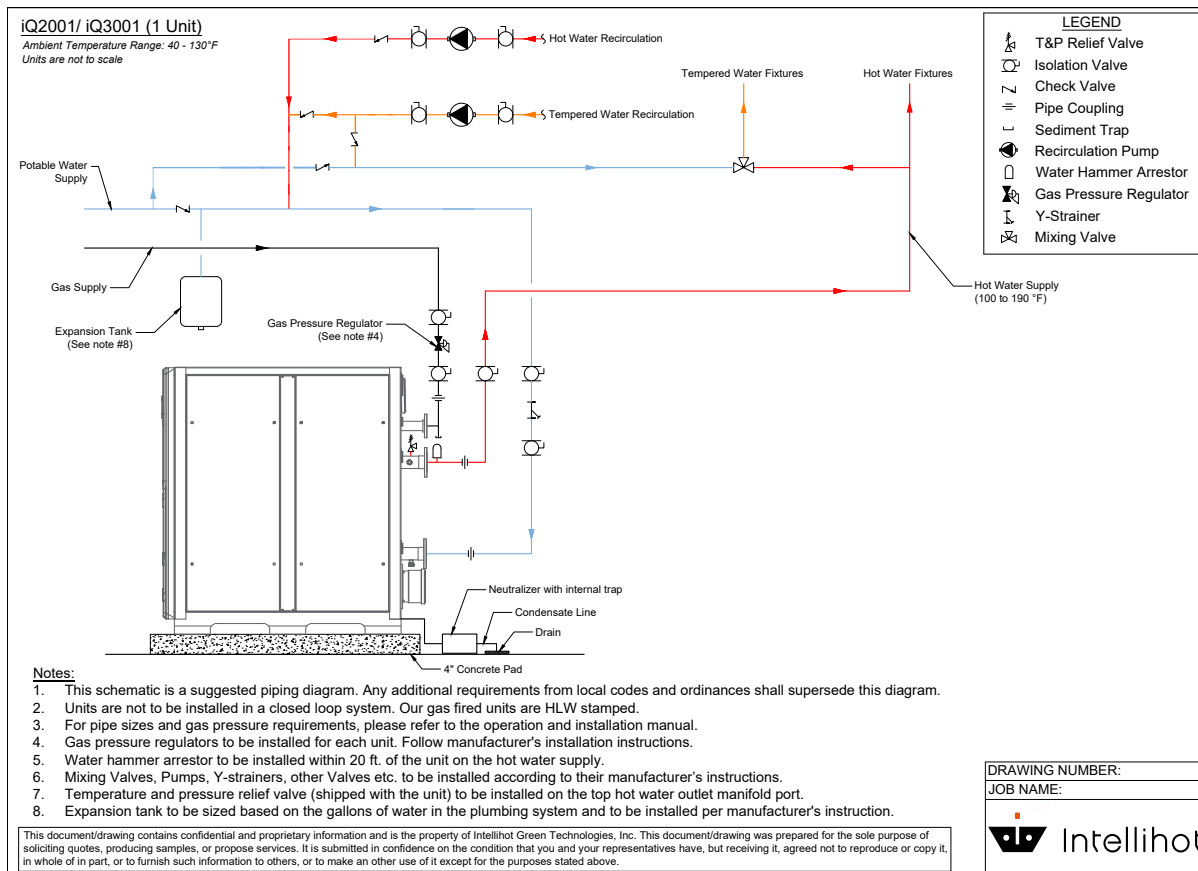 iQ2001/ iQ3001 (1 Unit)
Ambient Temperature Range: 40 - 130°F
Units are not to scale
Hot Water Recirculation
Tempered Water Recirculation
Tempered Water Fixtures
Hot Water Fixtures
Potable Water
Supply
Gas Supply
Expansion Tank
(See note #8)
Gas Pressure Regulator
(See note #4)
Hot Water Supply
(100 to 190 °F)
Neutralizer with internal trap
Condensate Line
Drain
4" Concrete Pad
LEGEND
T&P Relief Valve
Isolation Valve
Check Valve
Pipe Coupling
Sediment Trap
Recirculation Pump
Water Hammer Arrestor
Gas Pressure Regulator
Y-Strainer
Mixing Valve
Notes:
1. This schematic is a suggested piping diagram. Any additional requirements from local codes and ordinances shall supersede this diagram.
2. Units are not to be installed in a closed loop system. Our gas fired units are HLW stamped.
3. For pipe sizes and gas pressure requirements, please refer to the operation and installation manual.
4. Gas pressure regulators to be installed for each unit. Follow manufacturer's installation instructions.
5. Water hammer arrestor to be installed within 20 ft. of the unit on the hot water supply.
6. Mixing Valves, Pumps, Y-strainers, other Valves etc. to be installed according to their manufacturer's instructions.
7. Temperature and pressure relief valve (shipped with the unit) to be installed on the top hot water outlet manifold port.
8. Expansion tank to be sized based on the gallons of water in the plumbing system and to be installed per manufacturer's instruction.
This document/drawing contains confidential and proprietary information and is the property of Intellihot Green Technologies, Inc. This document/drawing was prepared for the sole purpose of
soliciting quotes, producing samples, or propose services. It is submitted in confidence on the condition that you and your representatives have, but receiving it, agreed not to reproduce or copy it,
in whole of in part, or to furnish such information to others, or to make an other use of it except for the purposes stated above.
DRAWING NUMBER:
JOB NAME:
Intellihot